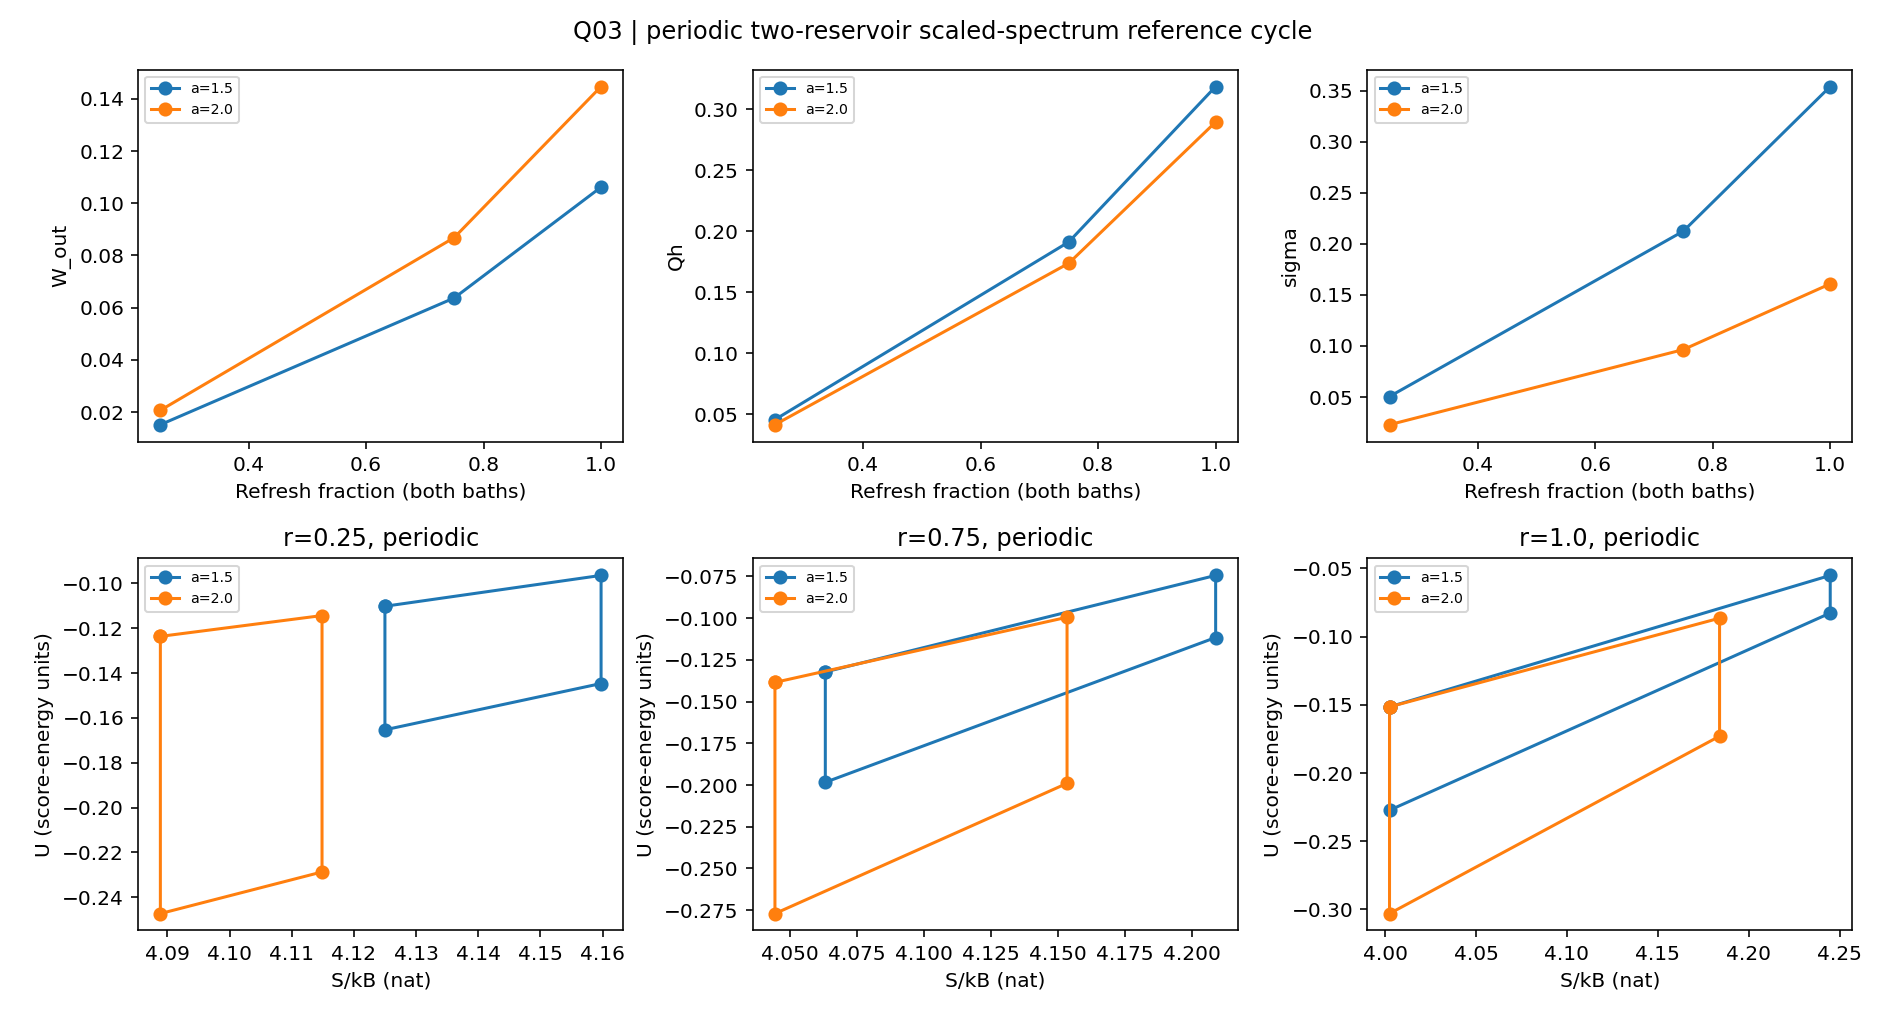 Q03 | periodic two-reservoir scaled-spectrum reference cycle
a=1.5
a=2.0
0.14
0.12
0.10
0.08
0.06
0.04
0.02
W_out
0.4 0.6 0.8 1.0
Refresh fraction (both baths)
a=1.5
a=2.0
0.30
0.25
0.20
0.15
0.10
0.05
Qh
0.4 0.6 0.8 1.0
Refresh fraction (both baths)
a=1.5
a=2.0
0.35
0.30
0.25
0.20
0.15
0.10
0.05
sigma
0.4 0.6 0.8 1.0
Refresh fraction (both baths)
r=0.25, periodic
a=1.5
a=2.0
−0.10
−0.12
−0.14
−0.16
−0.18
−0.20
−0.22
−0.24
U (score-energy units)
4.09 4.10 4.11 4.12 4.13 4.14 4.15 4.16
S/kB (nat)
r=0.75, periodic
a=1.5
a=2.0
−0.075
−0.100
−0.125
−0.150
−0.175
−0.200
−0.225
−0.250
−0.275
U (score-energy units)
4.050 4.075 4.100 4.125 4.150 4.175 4.200
S/kB (nat)
r=1.0, periodic
a=1.5
a=2.0
−0.05
−0.10
−0.15
−0.20
−0.25
−0.30
U (score-energy units)
4.00 4.05 4.10 4.15 4.20 4.25
S/kB (nat)